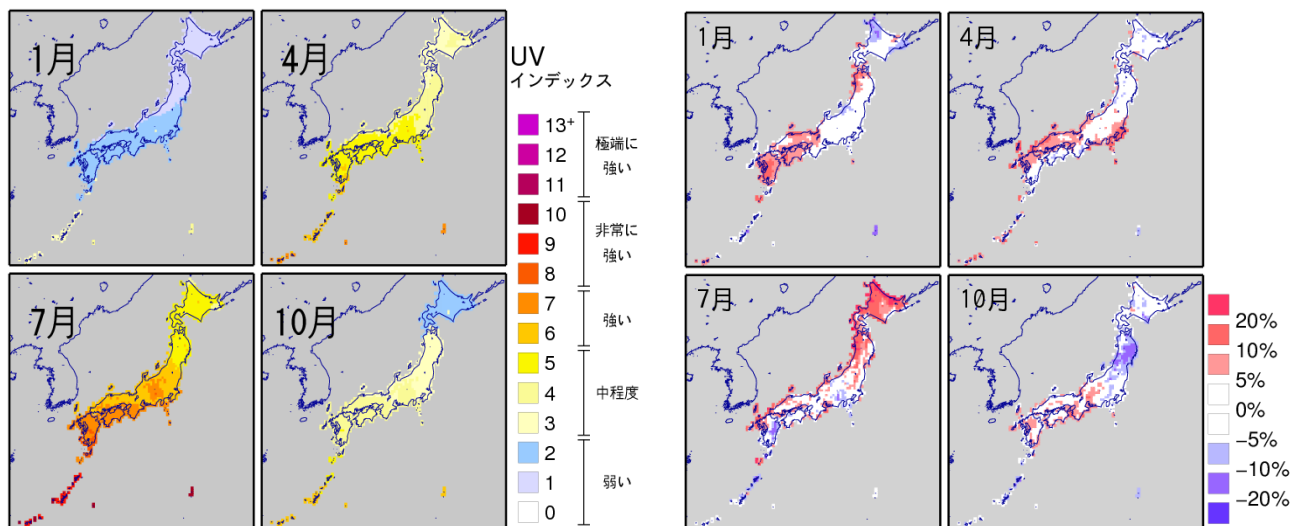 1月
4月
7月
10月
UV
インデックス
13+
12
11
10
9
8
7
6
5
4
3
2
1
0
極端に
強い
非常に
強い
強い
中程度
弱い
1月
4月
7月
10月
20%
10%
5%
0%
−5%
−10%
−20%